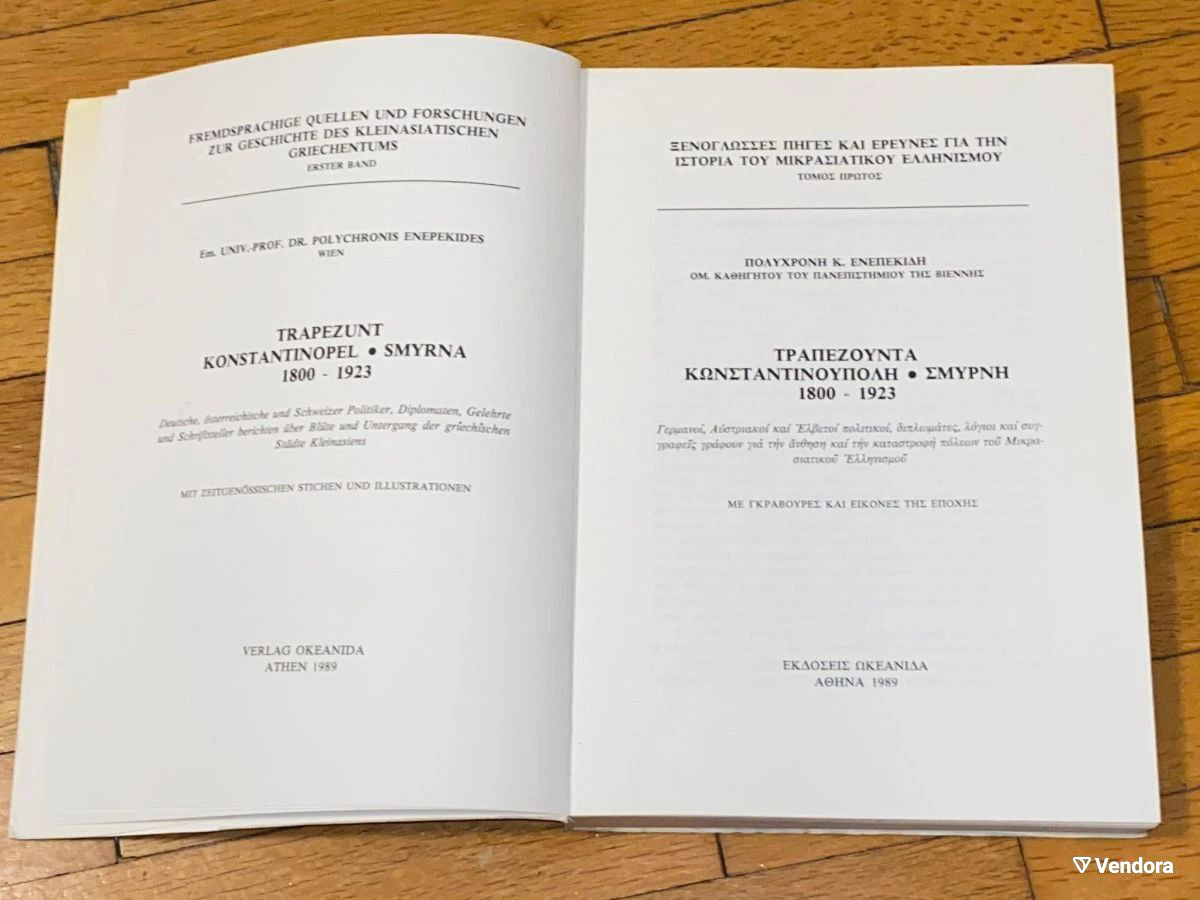 FREMDSPRACHIGE QUELLEN UND FORSCHUNGEN
ZUR GESCHICHTE DES KLEINASIATISCHEN
GRIECHENTUMS
ERSTER BAND
Em. UNIV.-PROF. DR. POLYCHRONIS ENEPEKIDES
WIEN
TRAPEZUNT
KONSTANTINOPEL • SMYRNA
1800 - 1923
Deutsche, österreichische und Schweizer Politiker, Diplomaten, Gelehrte
und Schriftsteller berichten über Blüte und Untergang der griechischen
Städte Kleinasiens
MIT ZEITGENÖSSISCHEN STICHEN UND ILLUSTRATIONEN
VERLAG OKEANIDA
ATHEN 1989
ΞΕΝΟΓΛΩΣΣΕΣ ΠΗΓΕΣ ΚΑΙ ΕΡΕΥΝΕΣ ΓΙΑ ΤΗΝ
ΙΣΤΟΡΙΑ ΤΟΥ ΜΙΚΡΑΣΙΑΤΙΚΟΥ ΕΛΛΗΝΙΣΜΟΥ
ΤΟΜΟΣ ΠΡΩΤΟΣ
ΠΟΛΥΧΡΟΝΗ Κ. ΕΝΕΠΕΚΙΔΗ
ΟΜ. ΚΑΘΗΓΗΤΟΥ ΤΟΥ ΠΑΝΕΠΙΣΤΗΜΙΟΥ ΤΗΣ ΒΙΕΝΝΗΣ
ΤΡΑΠΕΖΟΥΝΤΑ
ΚΩΝΣΤΑΝΤΙΝΟΥΠΟΛΗ • ΣΜΥΡΝΗ
1800 - 1923
Γερμανοί, Αὐστριακοί καί Ἑλβετοί πολιτικοί, διπλωμάτες, λόγιοι καί συγ-
γραφεῖς γράφουν γιά τήν ἄνθηση καί τήν καταστροφή πόλεων τοῦ Μικρα-
σιατικοῦ Ἑλληνισμοῦ
ΜΕ ΓΚΡΑΒΟΥΡΕΣ ΚΑΙ ΕΙΚΟΝΕΣ ΤΗΣ ΕΠΟΧΗΣ
ΕΚΔΟΣΕΙΣ ΩΚΕΑΝΙΔΑ
ΑΘΗΝΑ 1989
Vendora